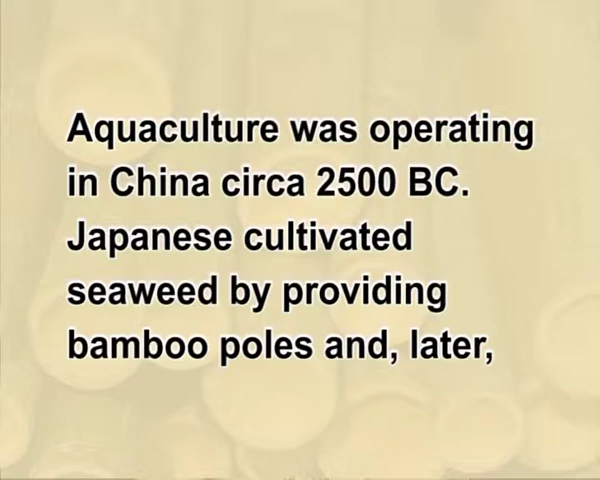 Aquaculture was operating
in China circa 2500 BC.
Japanese cultivated
seaweed by providing
bamboo poles and, later,